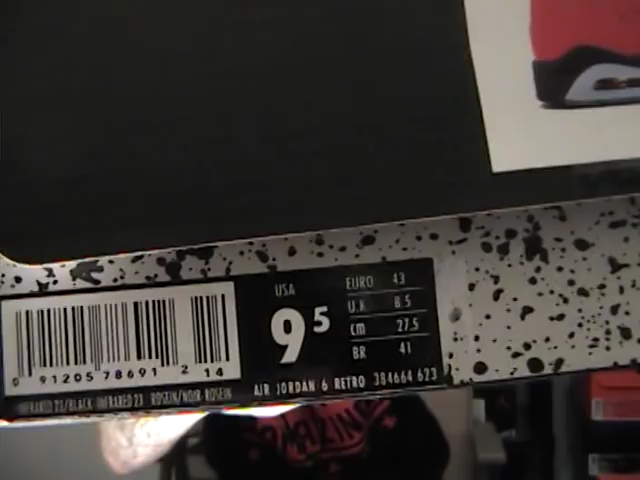 USA
9 5
EURO 43
U.K 8.5
cm 27.5
BR 41
0 91205 78691 2 14
AIR JORDAN 6 RETRO 384664 623
INFRARED 23/BLACK INFRARED 23 ROSEIN/NOIR-ROSEIN